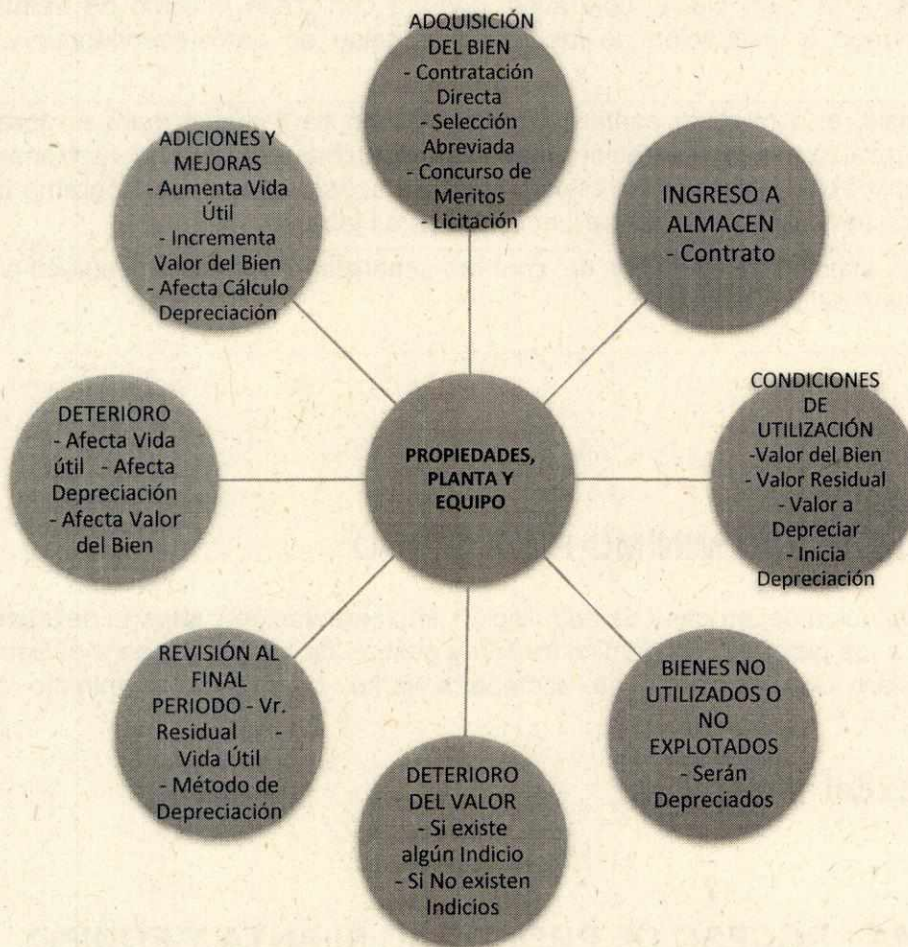 ADQUISICIÓN
DEL BIEN
- Contratación
Directa
- Selección
Abreviada
- Concurso de
Meritos
- Licitación
INGRESO A
ALMACEN
- Contrato
CONDICIONES
DE
UTILIZACIÓN
-Valor del Bien
- Valor Residual
- Valor a
Depreciar
- Inicia
Depreciación
BIENES NO
UTILIZADOS O
NO
EXPLOTADOS
- Serán
Depreciados
DETERIORO
DEL VALOR
- Si existe
algún Indicio
- Si No existen
Indicios
REVISIÓN AL
FINAL
PERIODO - Vr.
Residual -
Vida Útil
- Método de
Depreciación
DETERIORO
- Afecta Vida
útil - Afecta
Depreciación
- Afecta Valor
del Bien
ADICIONES Y
MEJORAS
- Aumenta Vida
Útil
- Incrementa
Valor del Bien
- Afecta Cálculo
Depreciación
PROPIEDADES,
PLANTA Y
EQUIPO